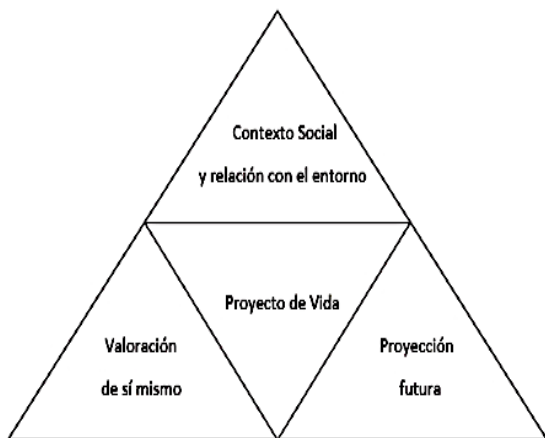 Contexto Social
y relación con el entorno
Proyecto de Vida
Valoración
de sí mismo
Proyección
futura